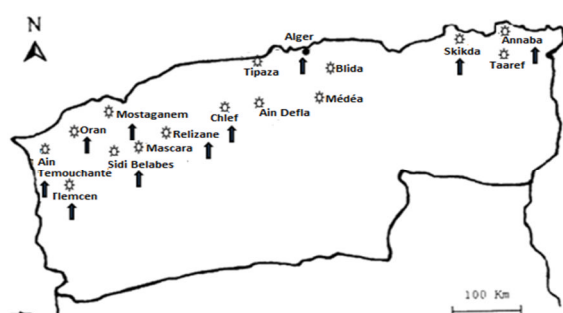 N
Alger
Annaba
Skikda
Taaref
Tipaza
Blida
Médéa
Chlef
Ain Defla
Mostaganem
Oran
Relizane
Mascara
Ain
Temouchante
Sidi Belabes
Tlemcen
100 Km